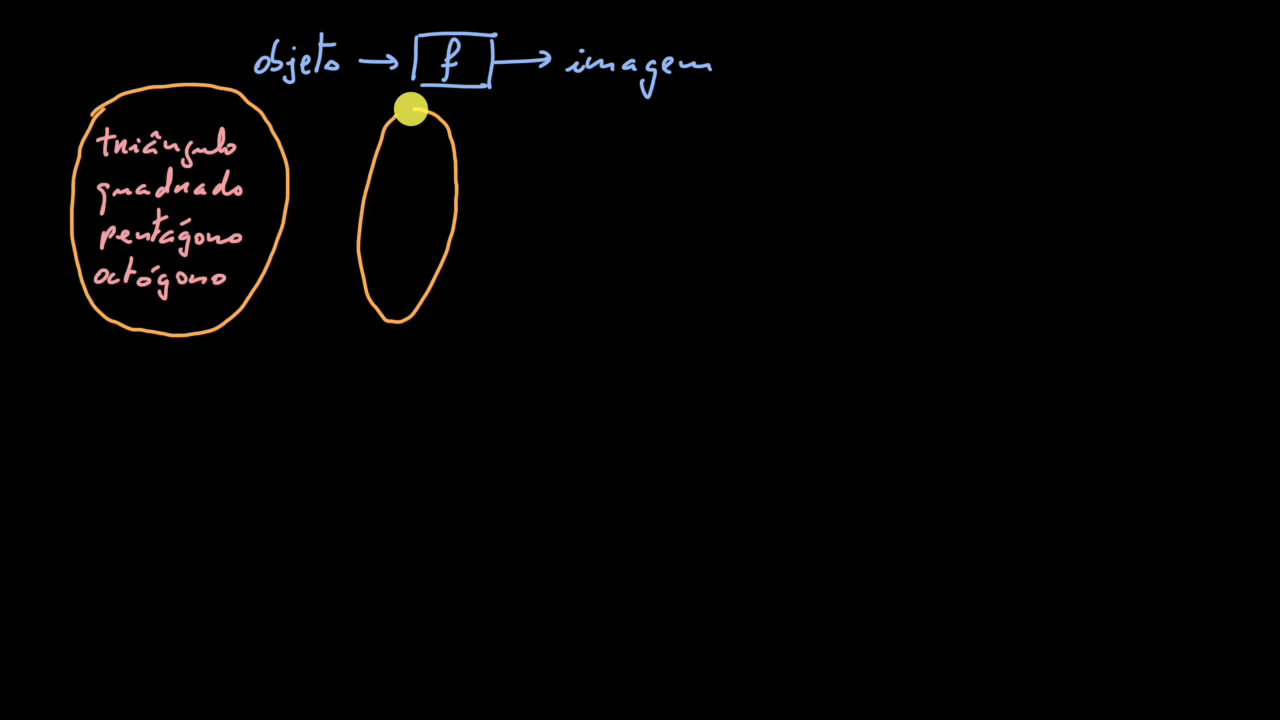 objeto → f → imagem
triângulo
quadrado
pentágono
octógono